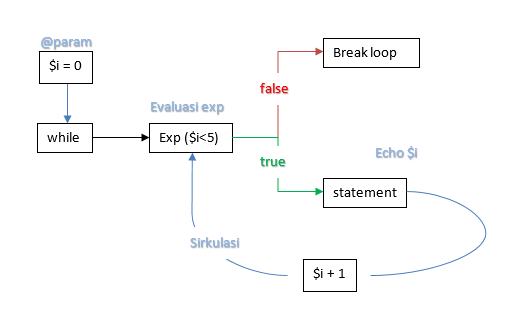 @param
$i = 0
Break loop
false
Evaluasi exp
while
Exp ($i<5)
true
Echo $i
statement
Sirkulasi
$i + 1